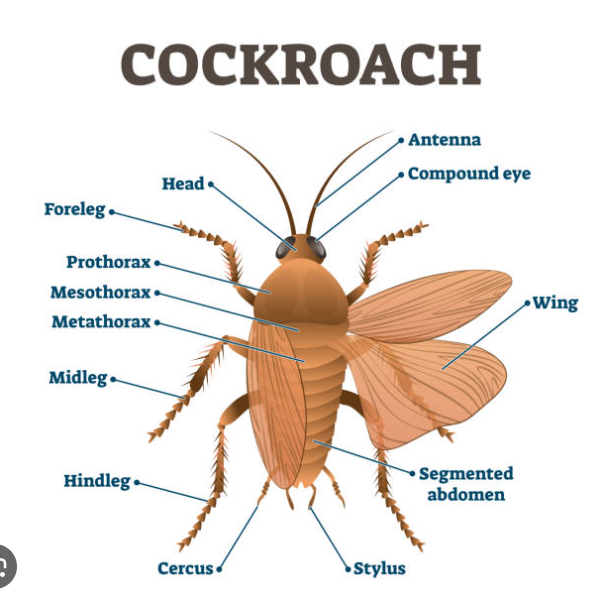 COCKROACH
Antenna
Compound eye
Head
Foreleg
Prothorax
Mesothorax
Metathorax
Wing
Midleg
Hindleg
Segmented
abdomen
Cercus
Stylus